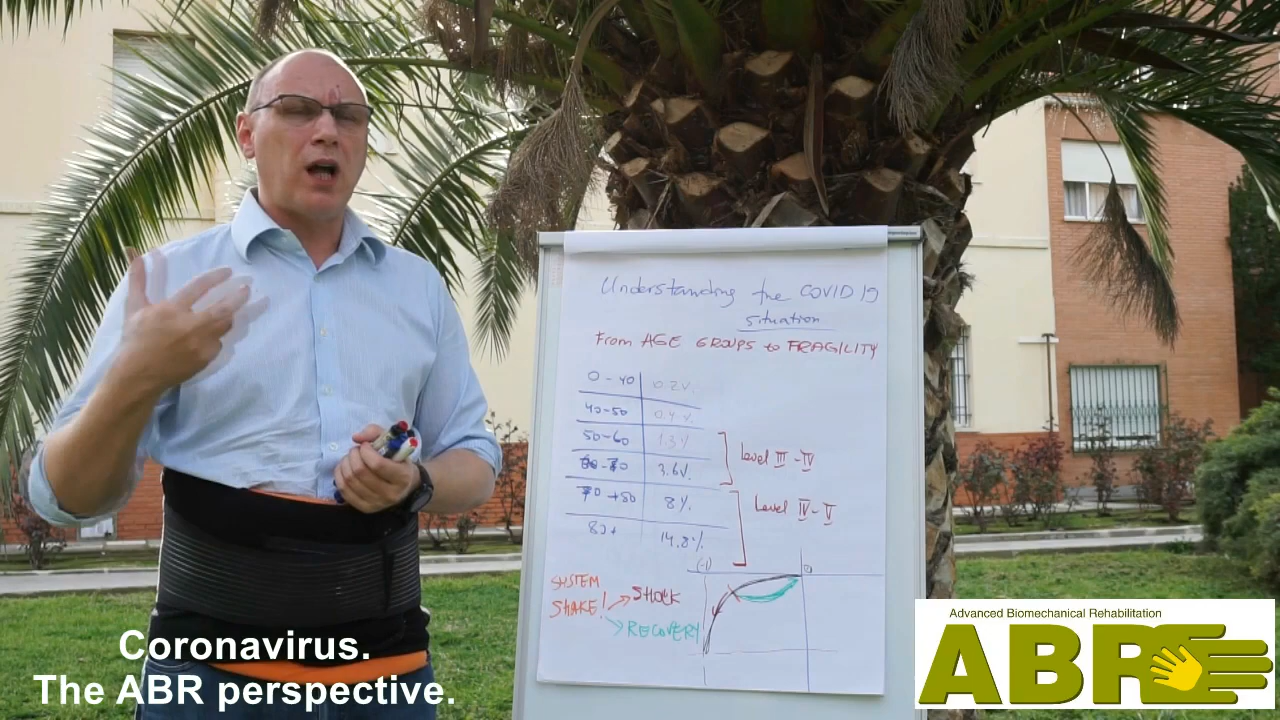 Understanding the COVID 19
situation
From AGE GROUPS to FRAGILITY
0 - 40 0.2%
40-50 0.4%
50-60 1.3%
60-70 3.6%
70 +80 8%
80+ 14.8%
Level III - IV
Level IV - V
(-1) 0
SYSTEM
SHAKE!
SHOCK
RECOVERY
Coronavirus.
The ABR perspective.
Advanced Biomechanical Rehabilitation
ABR